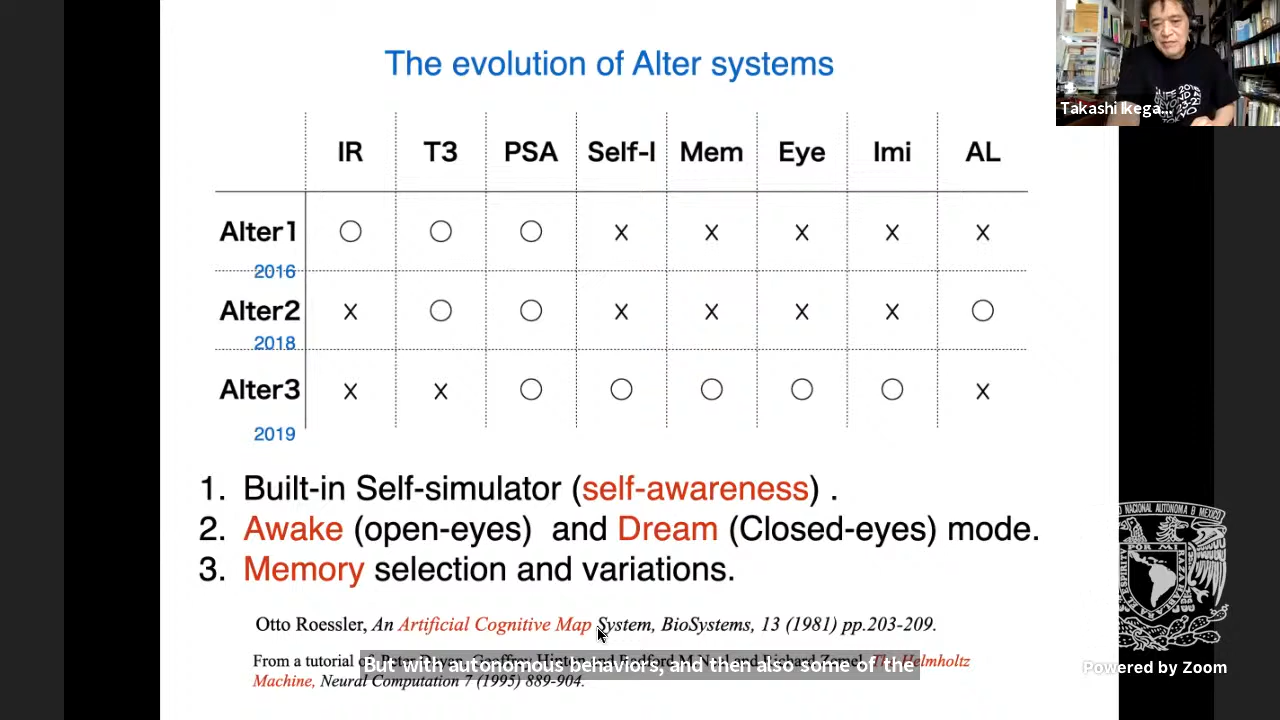 The evolution of Alter systems
IR T3 PSA Self-I Mem Eye Imi AL
Alter1 ○ ○ ○ X X X X X
2016
Alter2 X ○ ○ X X X X ○
2018
Alter3 X X ○ ○ ○ ○ ○ X
2019
1. Built-in Self-simulator (self-awareness) .
2. Awake (open-eyes) and Dream (Closed-eyes) mode.
3. Memory selection and variations.
Otto Roessler, An Artificial Cognitive Map System, BioSystems, 13 (1981) pp.203-209.
From a tutorial Helmholtz
Machine, Neural Computation 7 (1995) 889-904.
But with autonomous behaviors, and then also some of the
Takashi Ikega...
Powered by Zoom